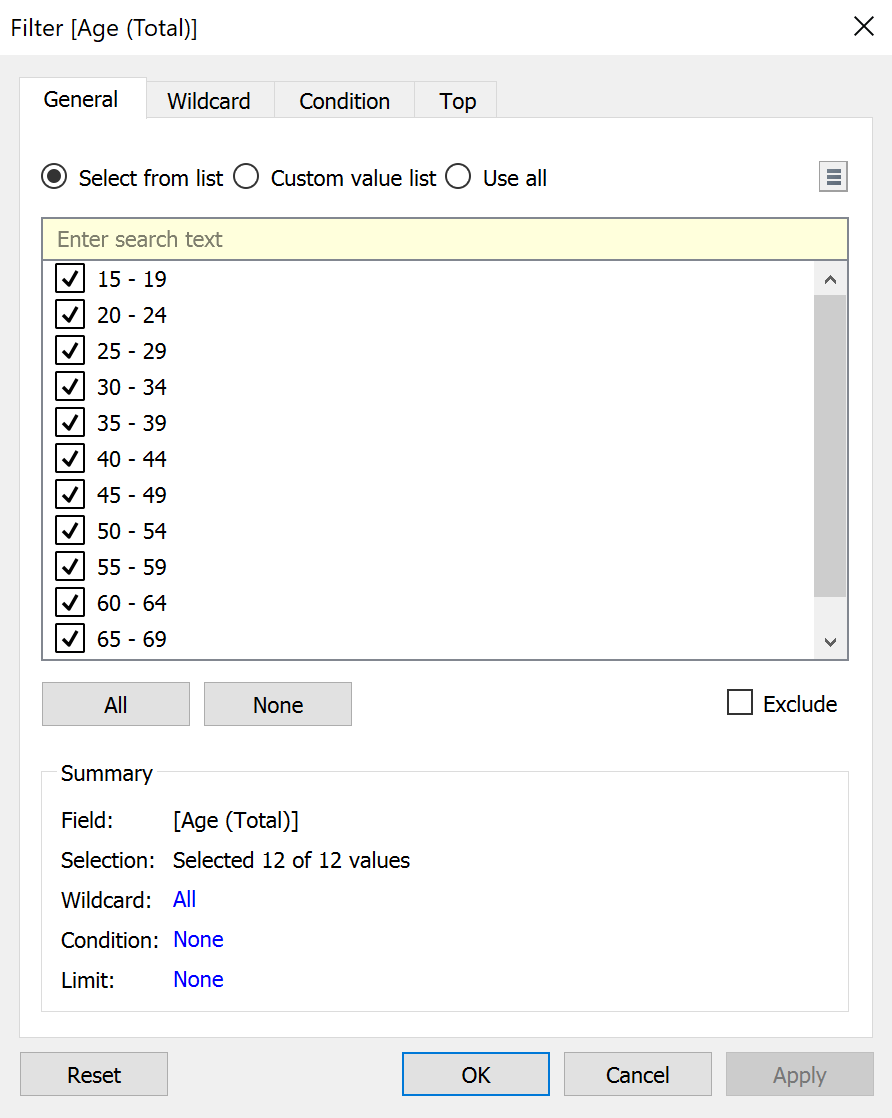 Filter [Age (Total)]
General Wildcard Condition Top
Select from list Custom value list Use all
Enter search text
15 - 19
20 - 24
25 - 29
30 - 34
35 - 39
40 - 44
45 - 49
50 - 54
55 - 59
60 - 64
65 - 69
All None Exclude
Summary
Field: [Age (Total)]
Selection: Selected 12 of 12 values
Wildcard: All
Condition: None
Limit: None
Reset OK Cancel Apply